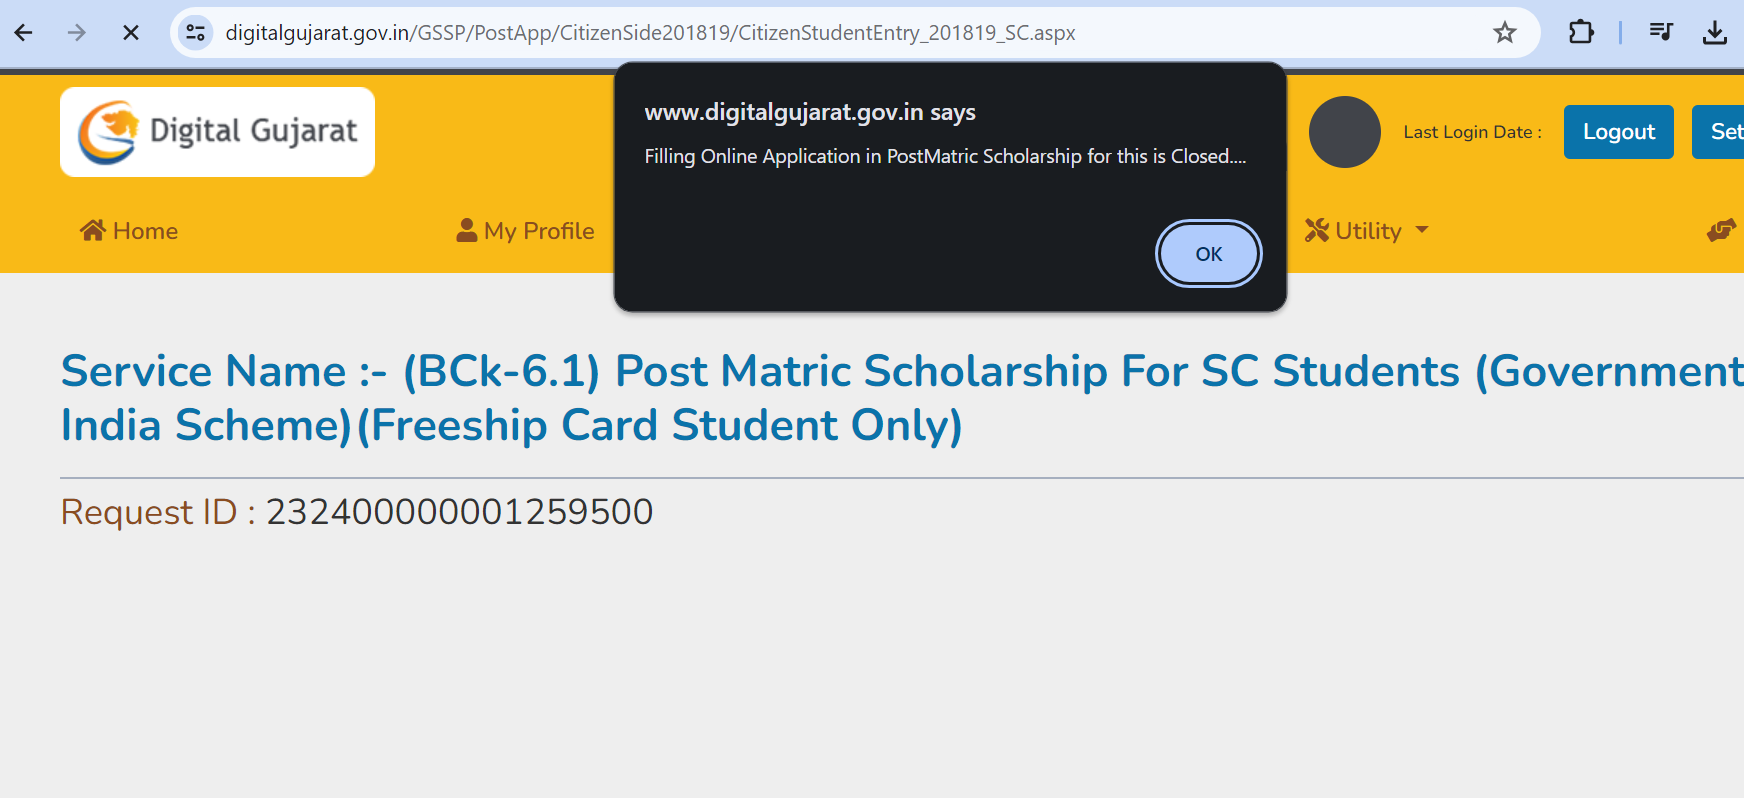 digitalgujarat.gov.in/GSSP/PostApp/CitizenSide201819/CitizenStudentEntry_201819_SC.aspx
www.digitalgujarat.gov.in says
Filling Online Application in PostMatric Scholarship for this is Closed....
OK
Digital Gujarat
Last Login Date :
Logout
Set
Home
My Profile
Utility
Service Name :- (BCk-6.1) Post Matric Scholarship For SC Students (Government
India Scheme)(Freeship Card Student Only)
Request ID : 232400000001259500